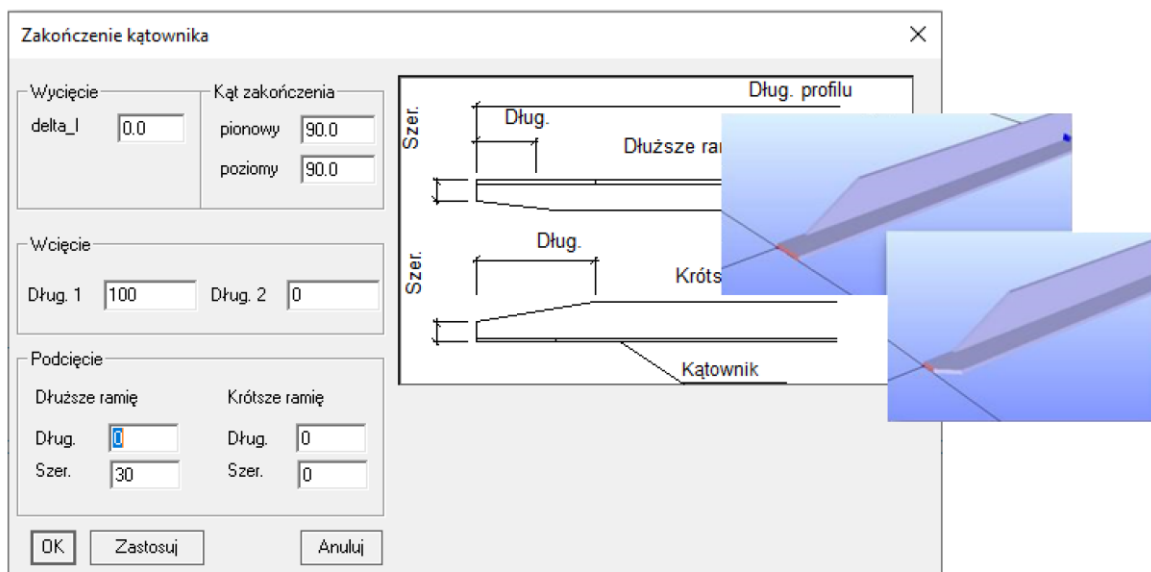 Zakończenie kątownika
Wycięcie
delta_l 0.0
Kąt zakończenia
pionowy 90.0
poziomy 90.0
Wcięcie
Dług. 1 100 Dług. 2 0
Podcięcie
Dłuższe ramię Krótsze ramię
Dług. 0 Dług. 0
Szer. 30 Szer. 0
OK Zastosuj Anuluj
Dług. profilu
Szer.
Dług.
Dłuższe
Szer.
Dług.
Kątownik